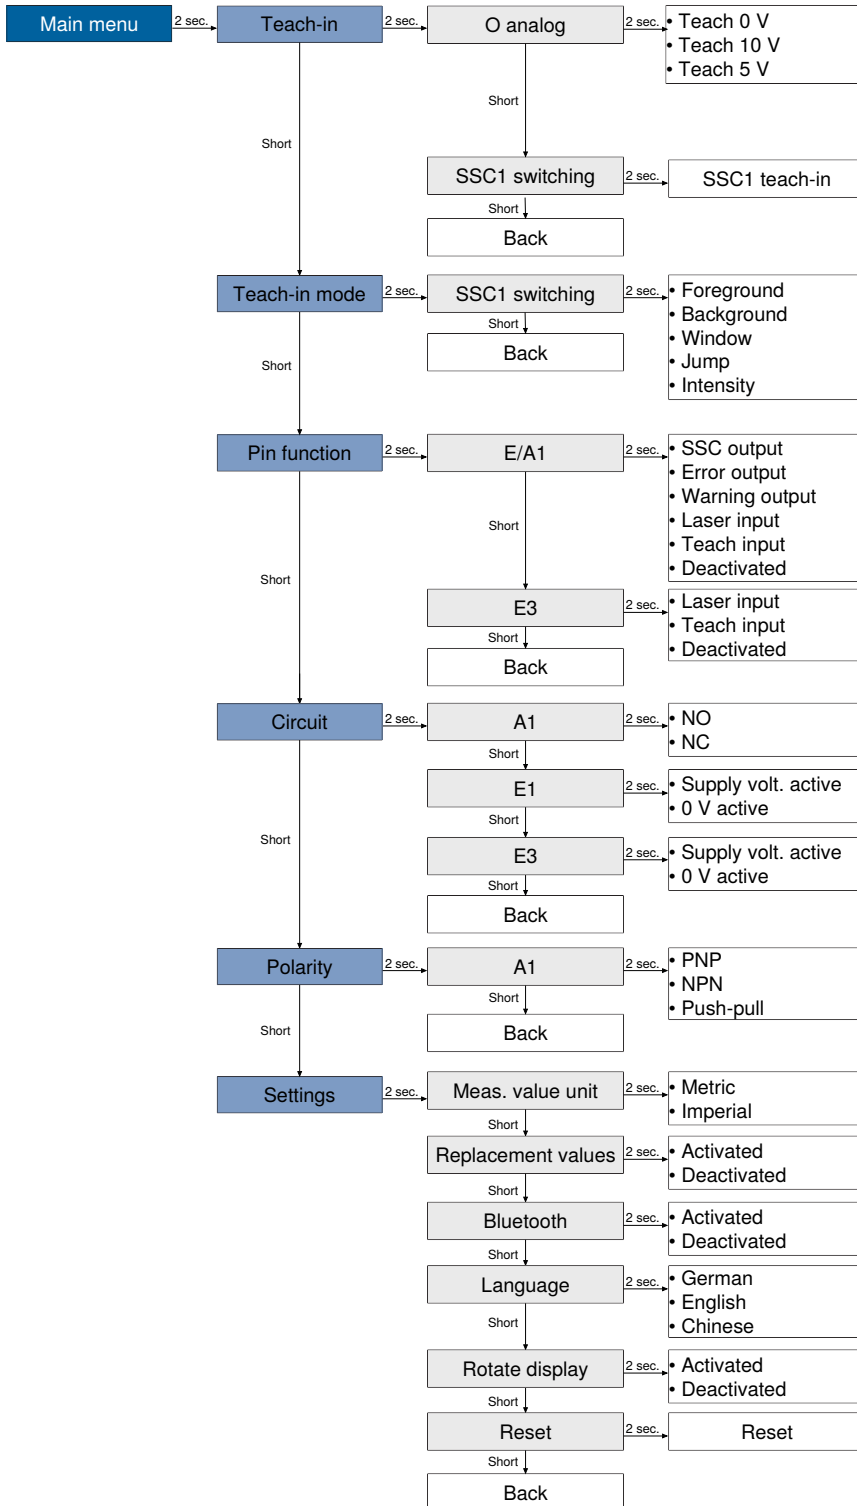 Main menu
2 sec.
Teach-in
2 sec.
O analog
2 sec.
• Teach 0 V
• Teach 10 V
• Teach 5 V
Short
Short
SSC1 switching
2 sec.
SSC1 teach-in
Short
Back
Teach-in mode
2 sec.
SSC1 switching
2 sec.
• Foreground
• Background
• Window
• Jump
• Intensity
Short
Back
Short
Pin function
2 sec.
E/A1
2 sec.
• SSC output
• Error output
• Warning output
• Laser input
• Teach input
• Deactivated
Short
Short
E3
2 sec.
• Laser input
• Teach input
• Deactivated
Short
Back
Circuit
2 sec.
A1
2 sec.
• NO
• NC
Short
E1
2 sec.
• Supply volt. active
• 0 V active
Short
Short
E3
2 sec.
• Supply volt. active
• 0 V active
Short
Back
Polarity
2 sec.
A1
2 sec.
• PNP
• NPN
• Push-pull
Short
Back
Short
Settings
2 sec.
Meas. value unit
2 sec.
• Metric
• Imperial
Short
Replacement values
2 sec.
• Activated
• Deactivated
Short
Bluetooth
2 sec.
• Activated
• Deactivated
Short
Language
2 sec.
• German
• English
• Chinese
Short
Rotate display
2 sec.
• Activated
• Deactivated
Short
Reset
2 sec.
Reset
Short
Back